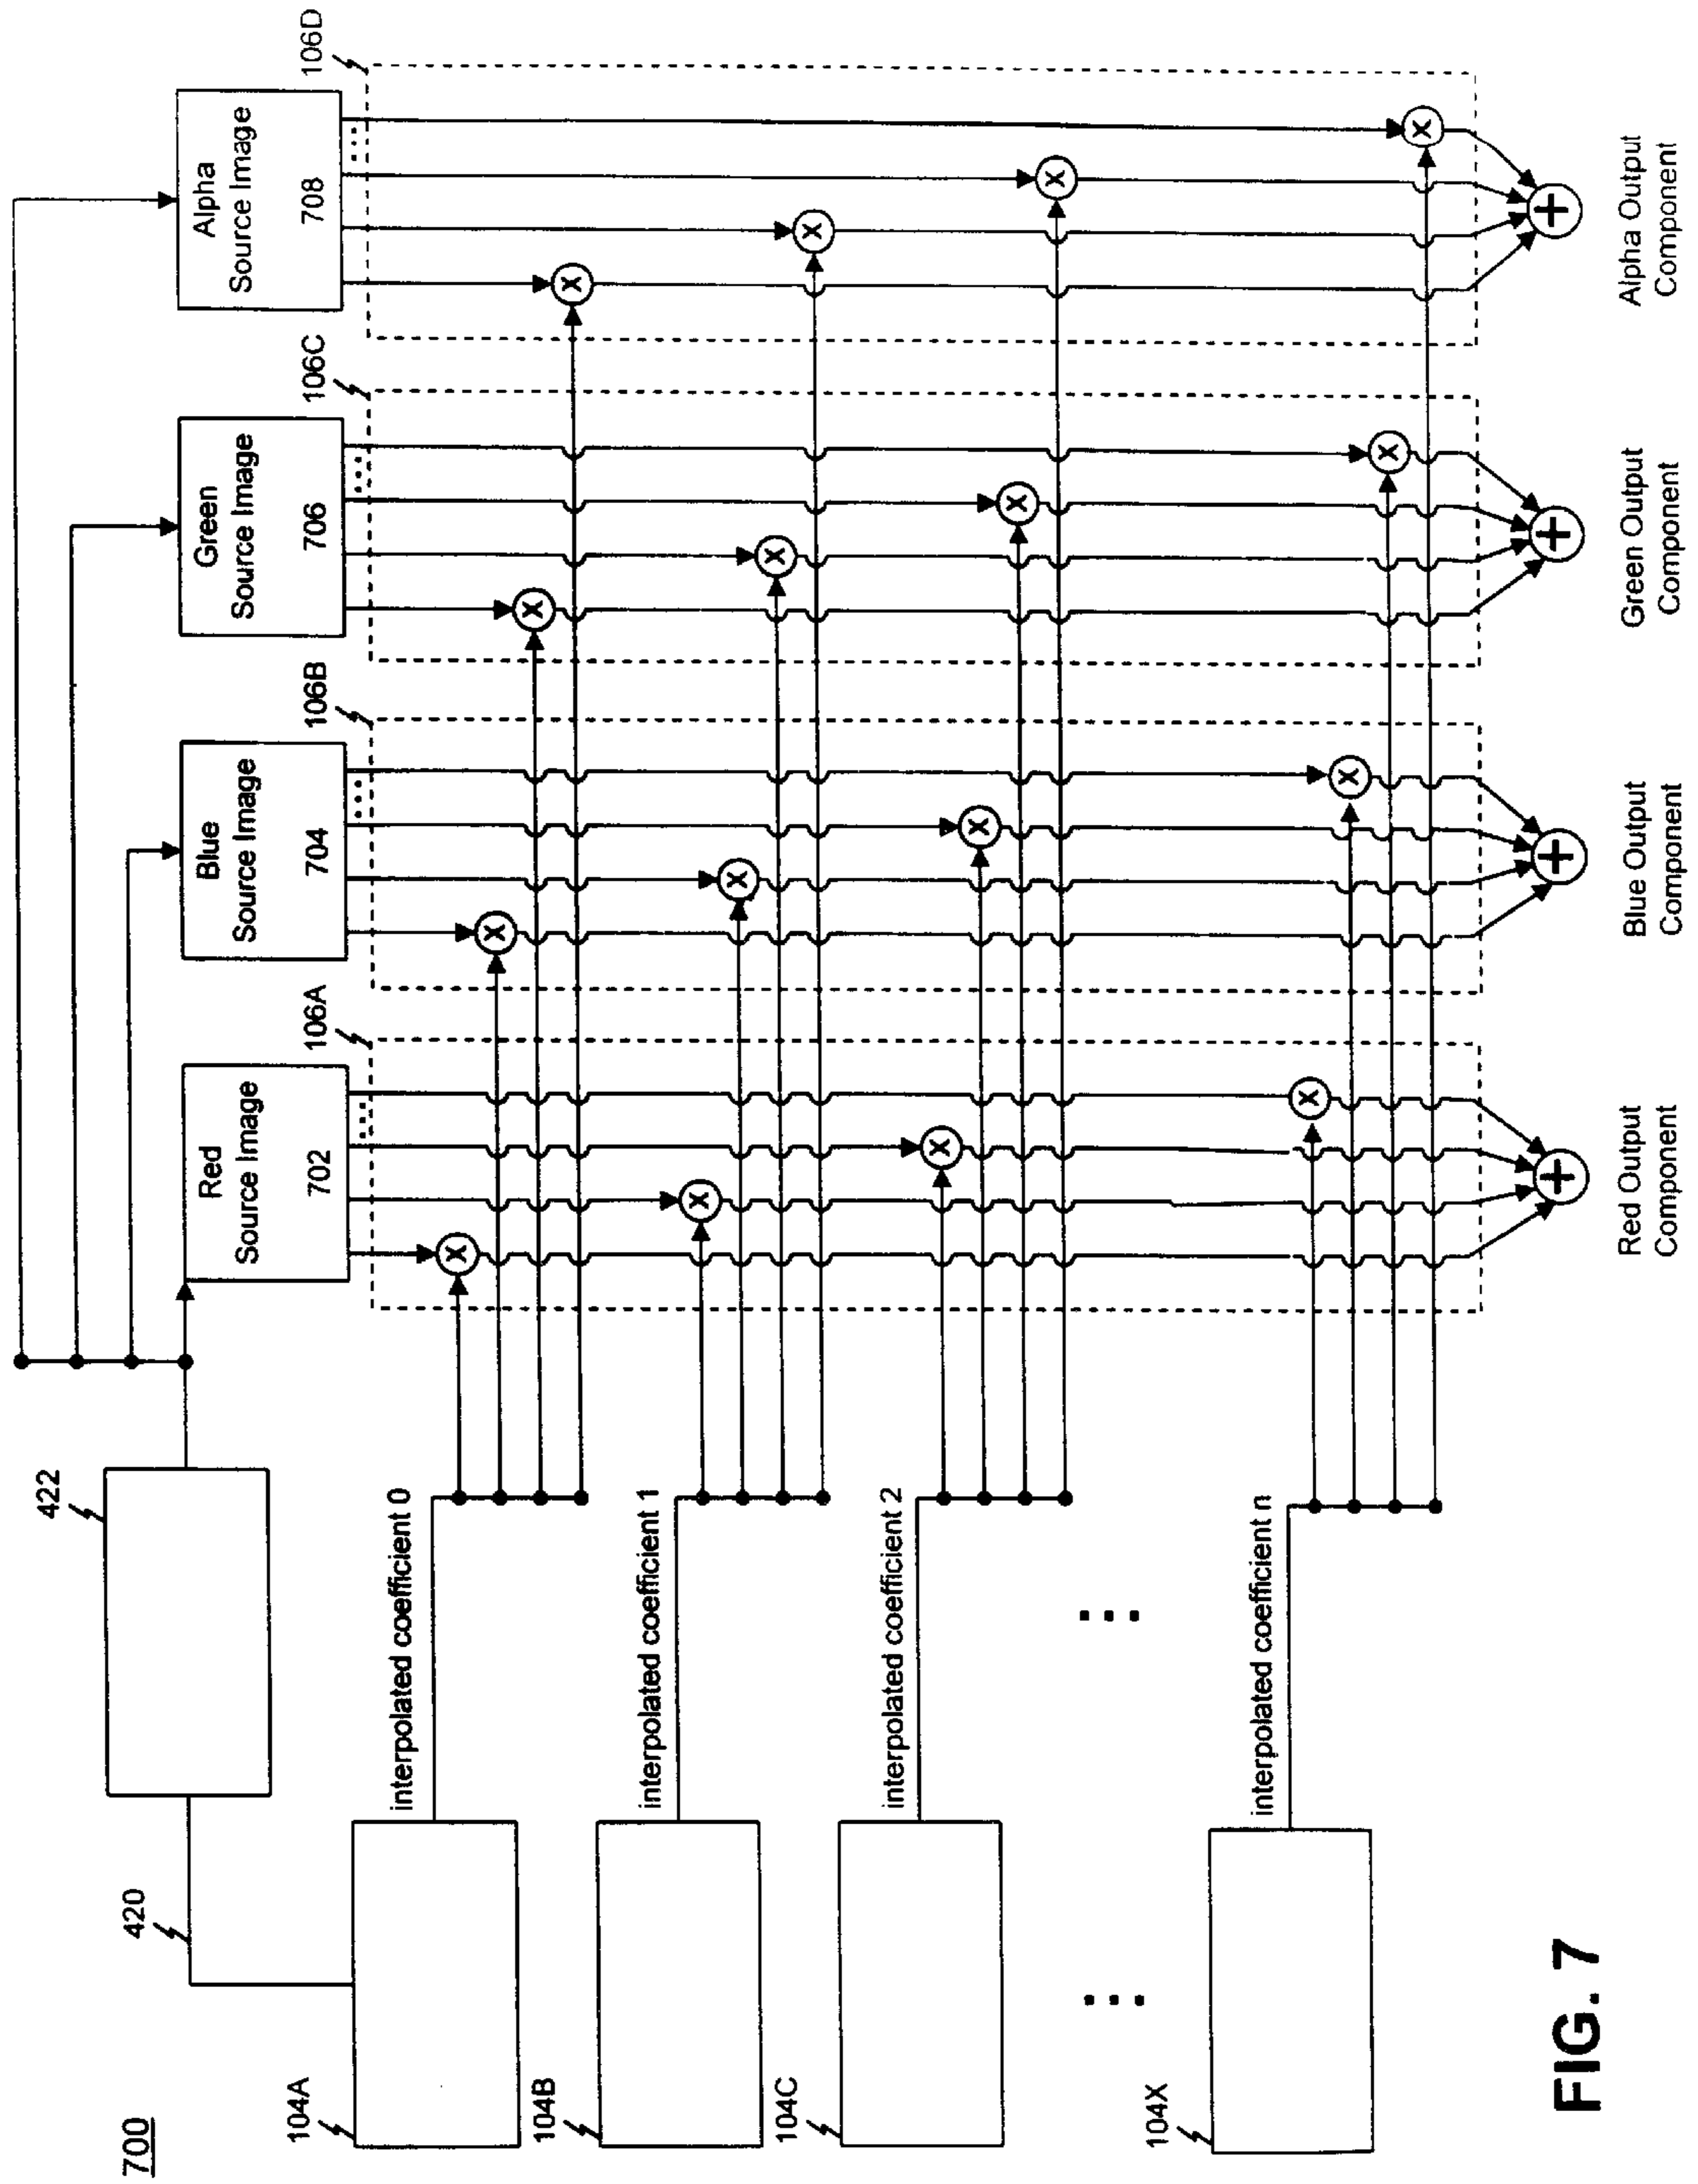 700
422
420
Red
Source Image
702
Blue
Source Image
704
Green
Source Image
706
Alpha
Source Image
708
106A
106B
106C
106D
104A
interpolated coefficient 0
104B
interpolated coefficient 1
104C
interpolated coefficient 2
...
...
104X
interpolated coefficient n
Red Output
Component
Blue Output
Component
Green Output
Component
Alpha Output
Component
FIG. 7